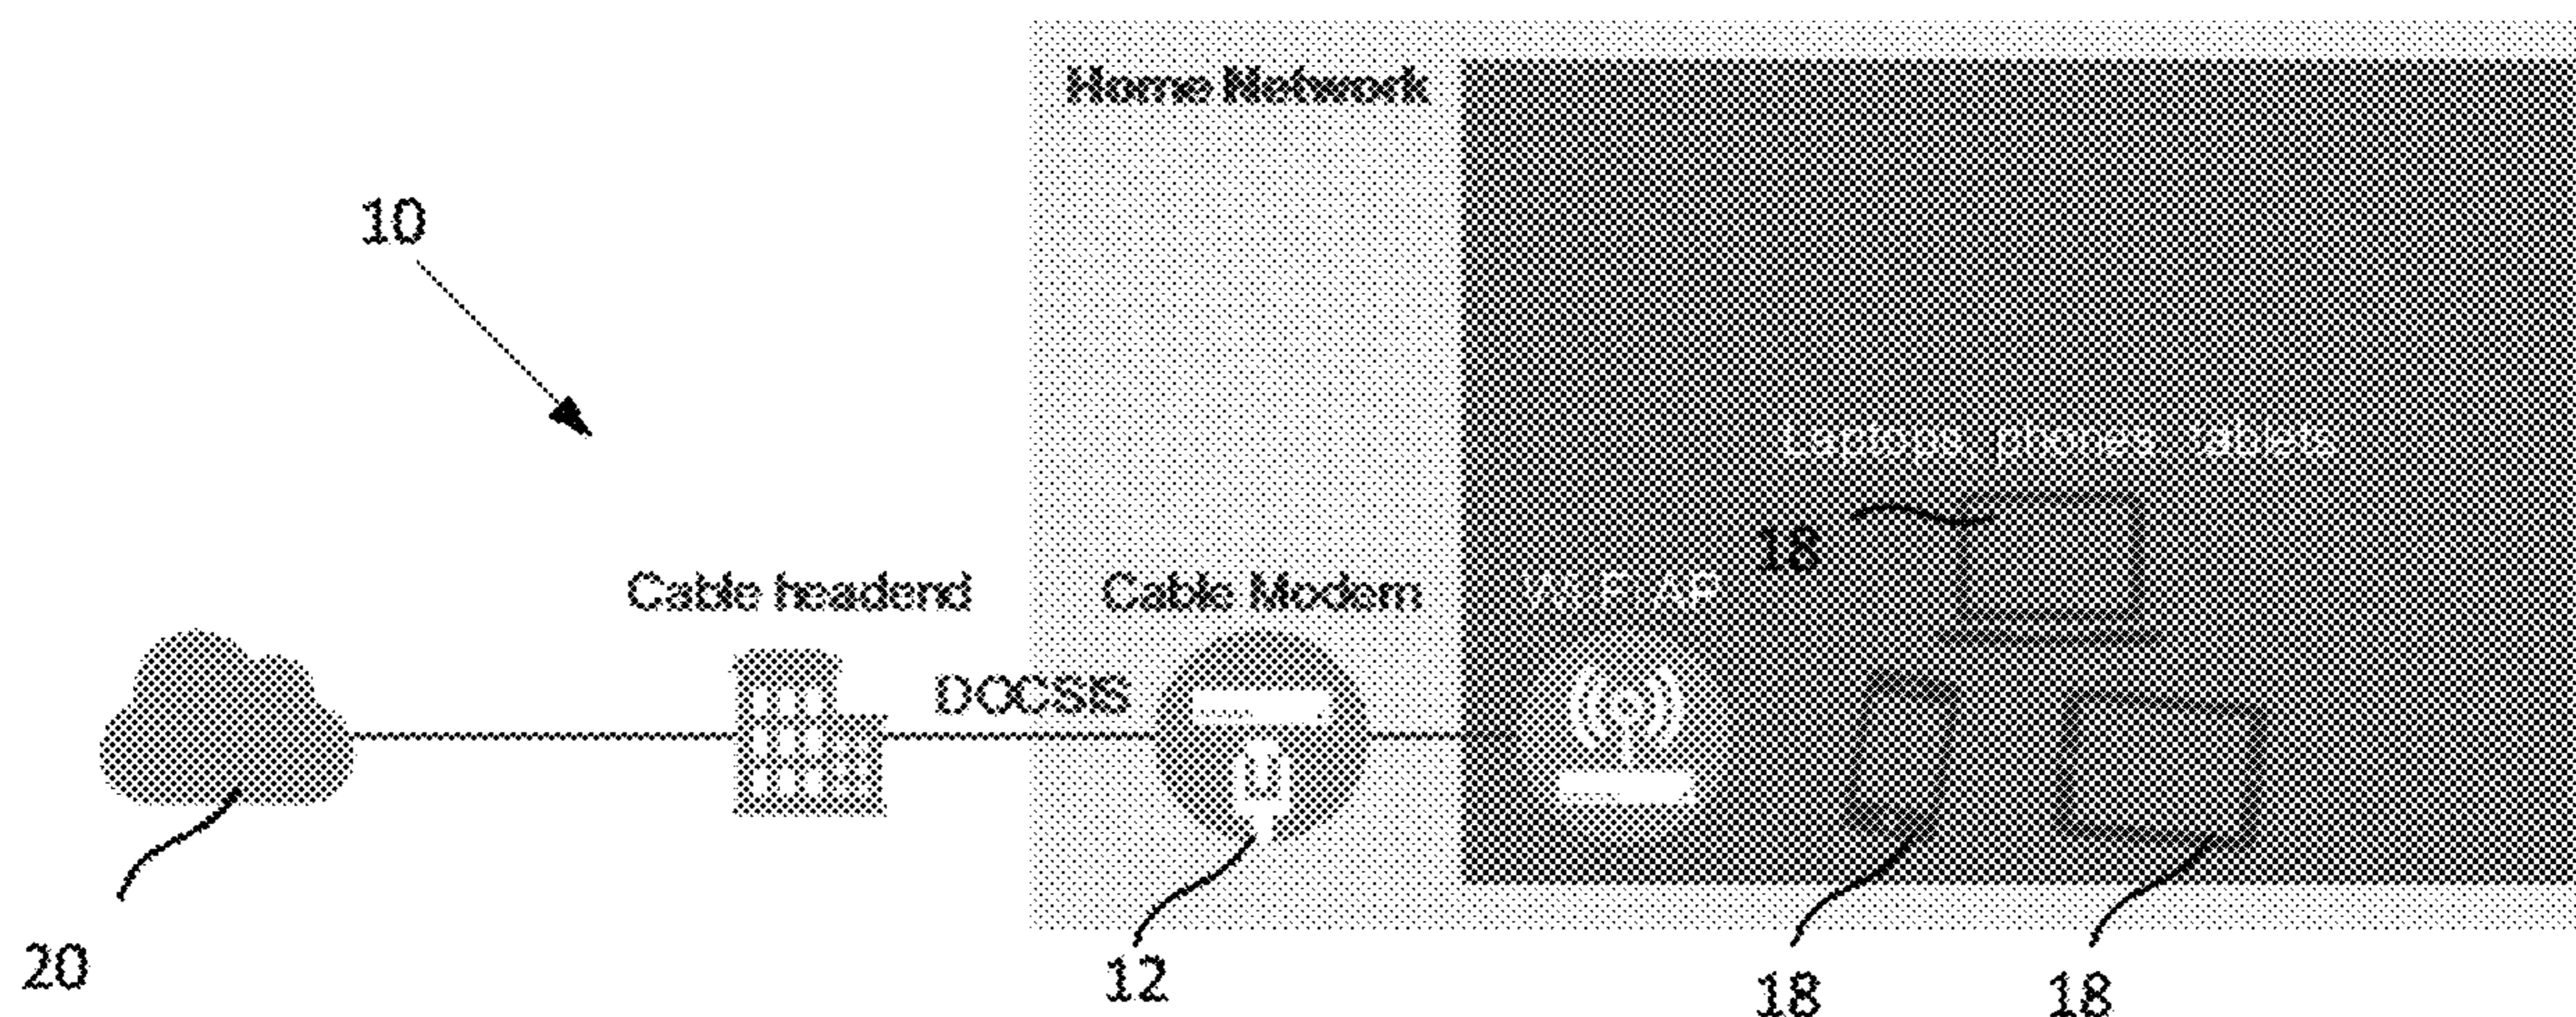 Home Network
10
Laptops, phones, tablets
18
Cable headend
Cable Modem
DOCSIS
20
12
18
18